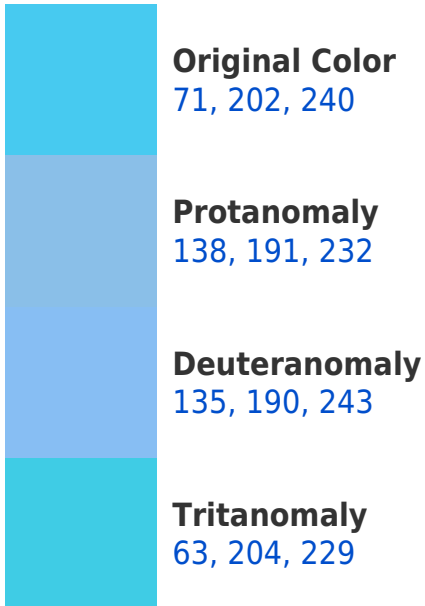 Original Color
71, 202, 240
Protanomaly
138, 191, 232
Deuteranomaly
135, 190, 243
Tritanomaly
63, 204, 229